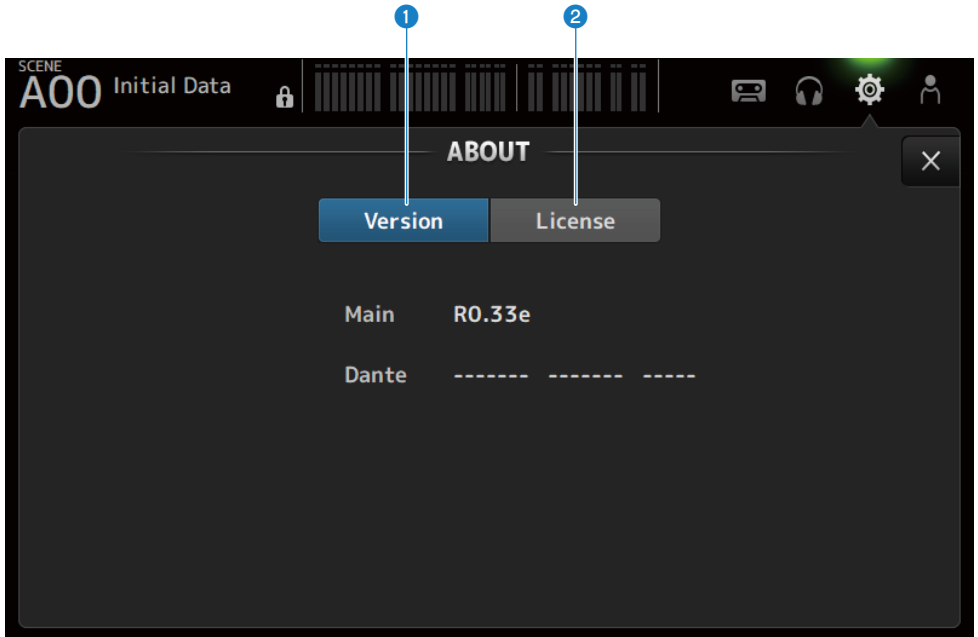 1 2
SCENE
A00 Initial Data
ABOUT
Version License
Main R0.33e
Dante ------- ------- -----